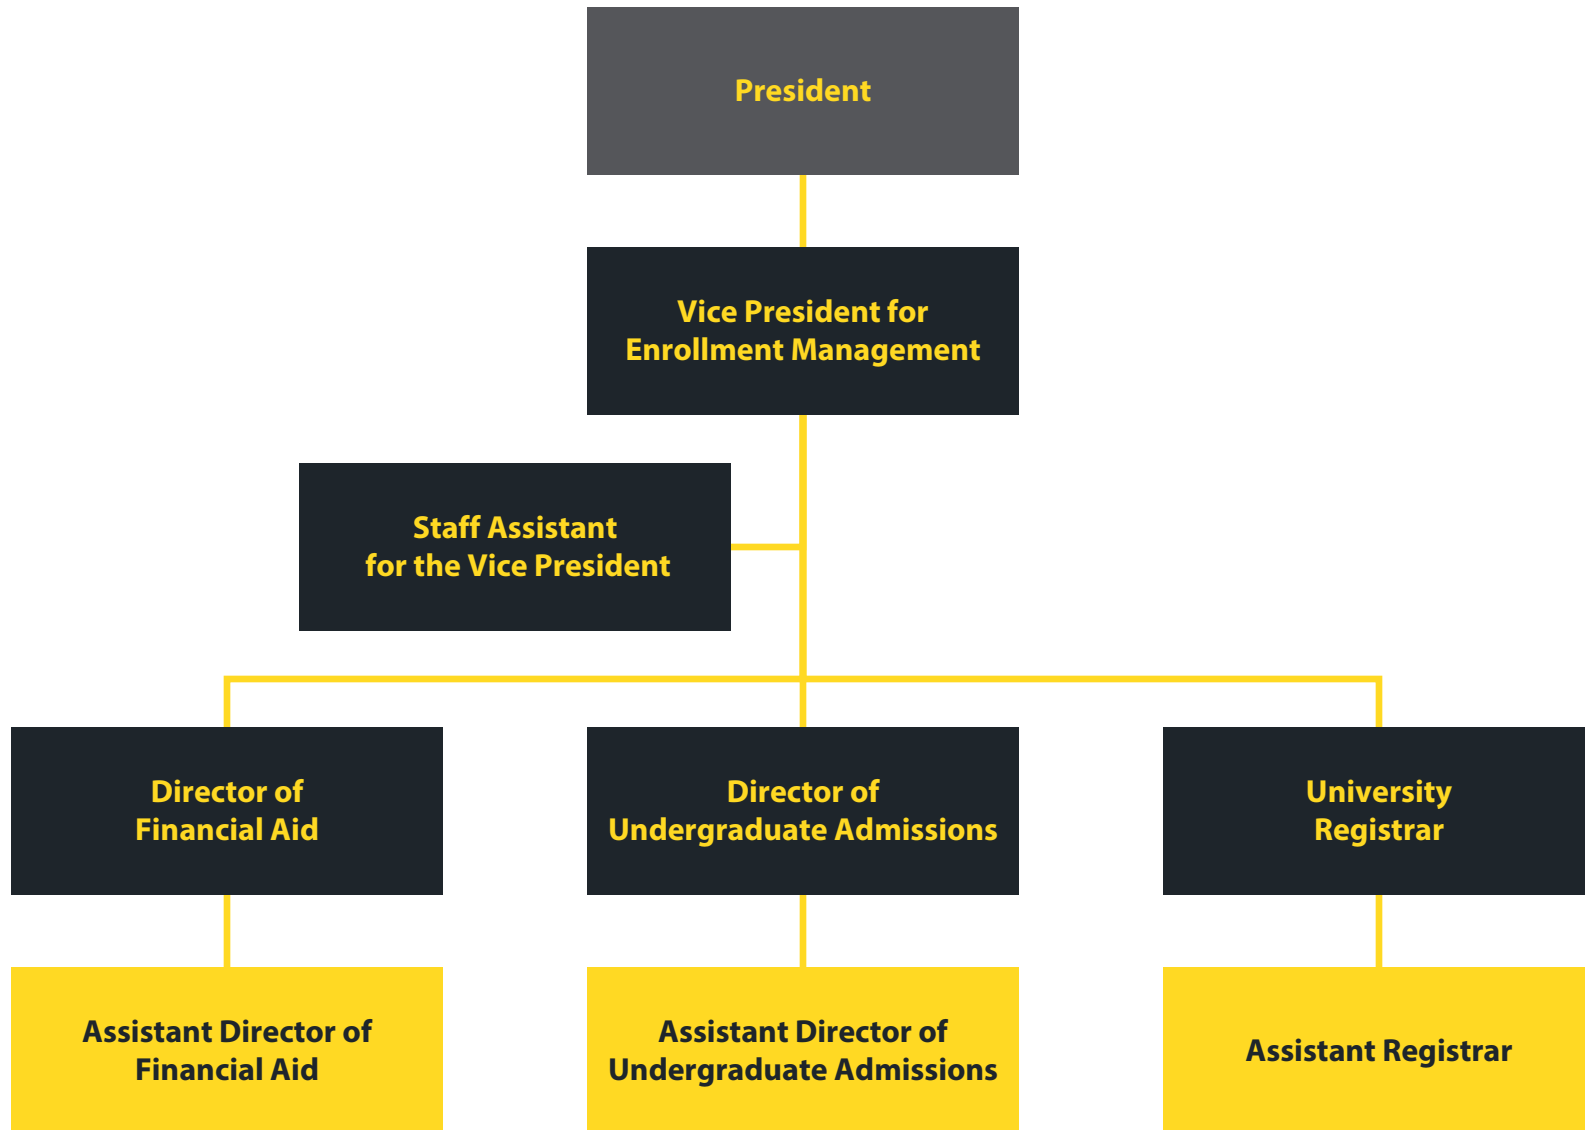 President
Vice President for
Enrollment Management
Staff Assistant
for the Vice President
Director of
Financial Aid
Director of
Undergraduate Admissions
University
Registrar
Assistant Director of
Financial Aid
Assistant Director of
Undergraduate Admissions
Assistant Registrar